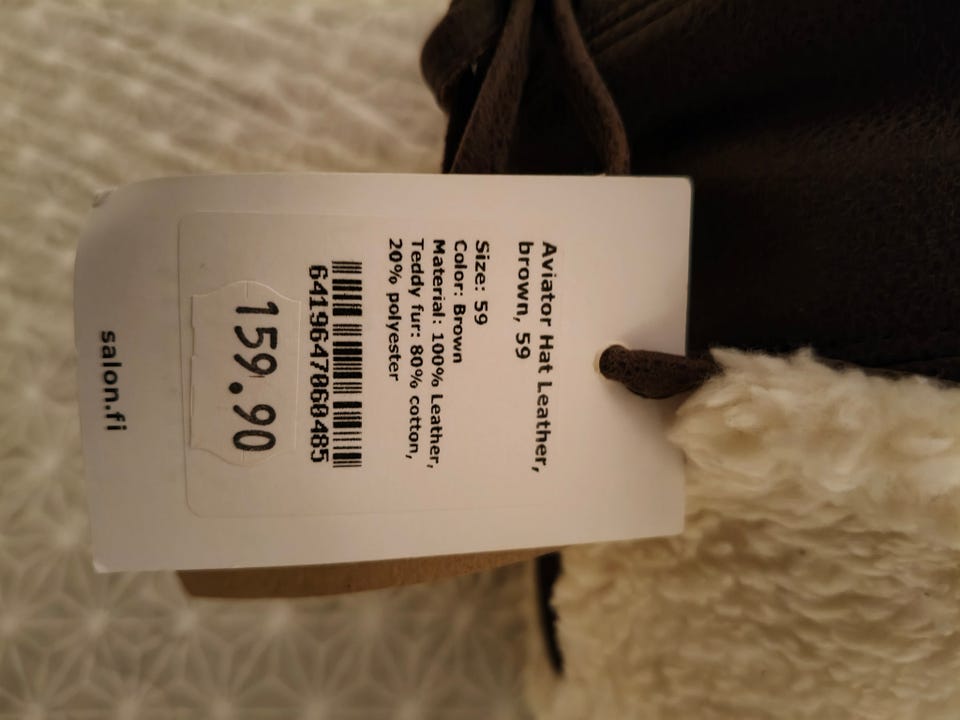 Aviator Hat Leather,
brown, 59
Size: 59
Color: Brown
Material: 100% Leather,
Teddy fur: 80% cotton,
20% polyester
6419647060485
159.90
salon.fi